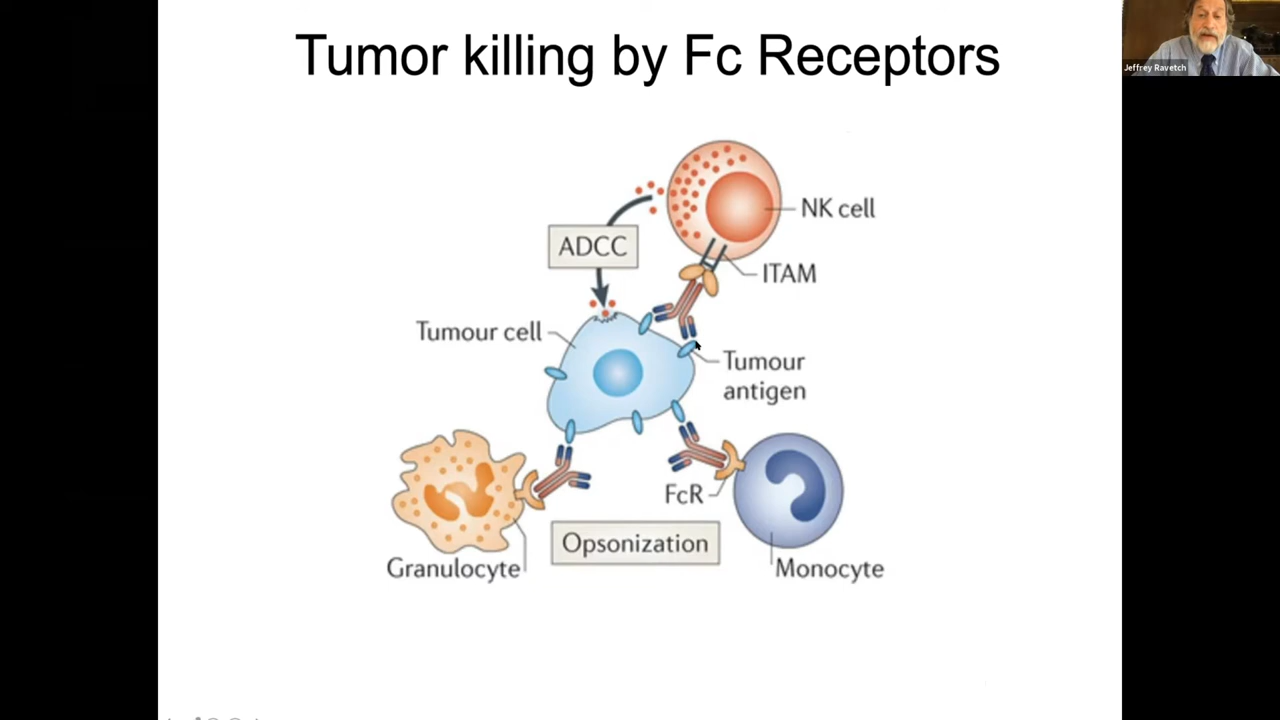 Tumor killing by Fc Receptors
Jeffrey Ravetch
NK cell
ADCC
ITAM
Tumour cell
Tumour
antigen
FcR
Opsonization
Granulocyte
Monocyte